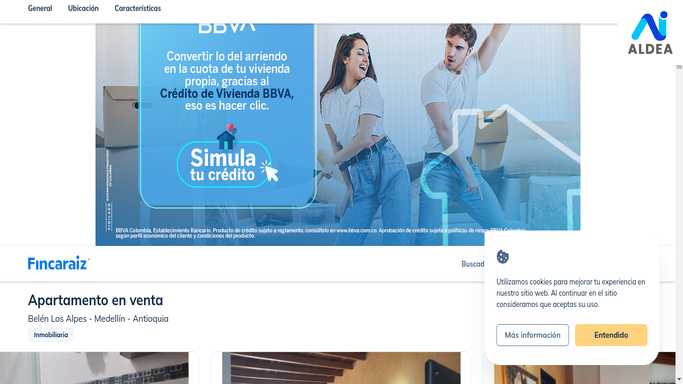 General Ubicación Características
ALDEA
BBVA
Convertir lo del arriendo
en la cuota de tu vivienda
propia, gracias al
Crédito de Vivienda BBVA,
eso es hacer clic.
Simula
tu crédito
BBVA Colombia. Establecimiento Bancario. Producto de crédito sujeto a reglamento, consúltelo en www.bbva.com.co. Aprobación de crédito sujeta a políticas de riesgo BBVA Colombia,
según perfil económico del cliente y condiciones del producto.
Fincaraiz
Buscad
Apartamento en venta
Belén Los Alpes - Medellín - Antioquia
Inmobiliaria
Utilizamos cookies para mejorar tu experiencia en
nuestro sitio web. Al continuar en el sitio
consideramos que aceptas su uso.
Más información Entendido